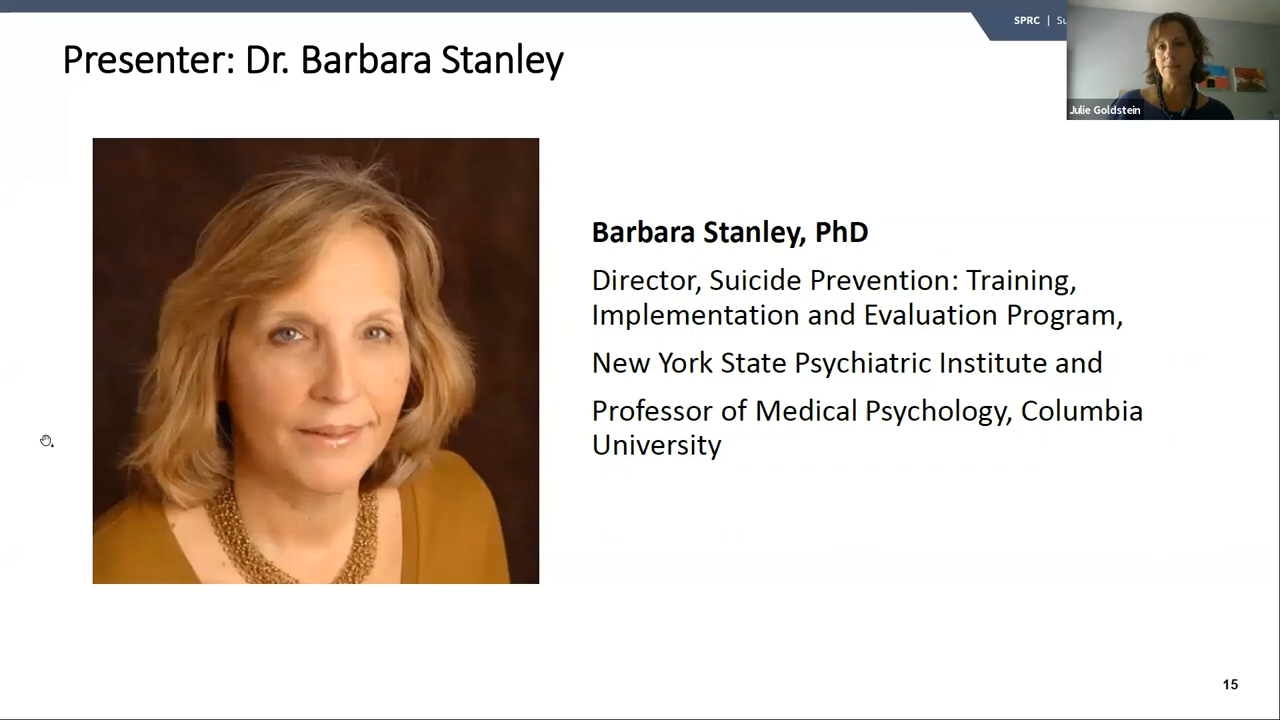 SPRC | Su
Presenter: Dr. Barbara Stanley
Julie Goldstein
Barbara Stanley, PhD
Director, Suicide Prevention: Training,
Implementation and Evaluation Program,
New York State Psychiatric Institute and
Professor of Medical Psychology, Columbia
University
15